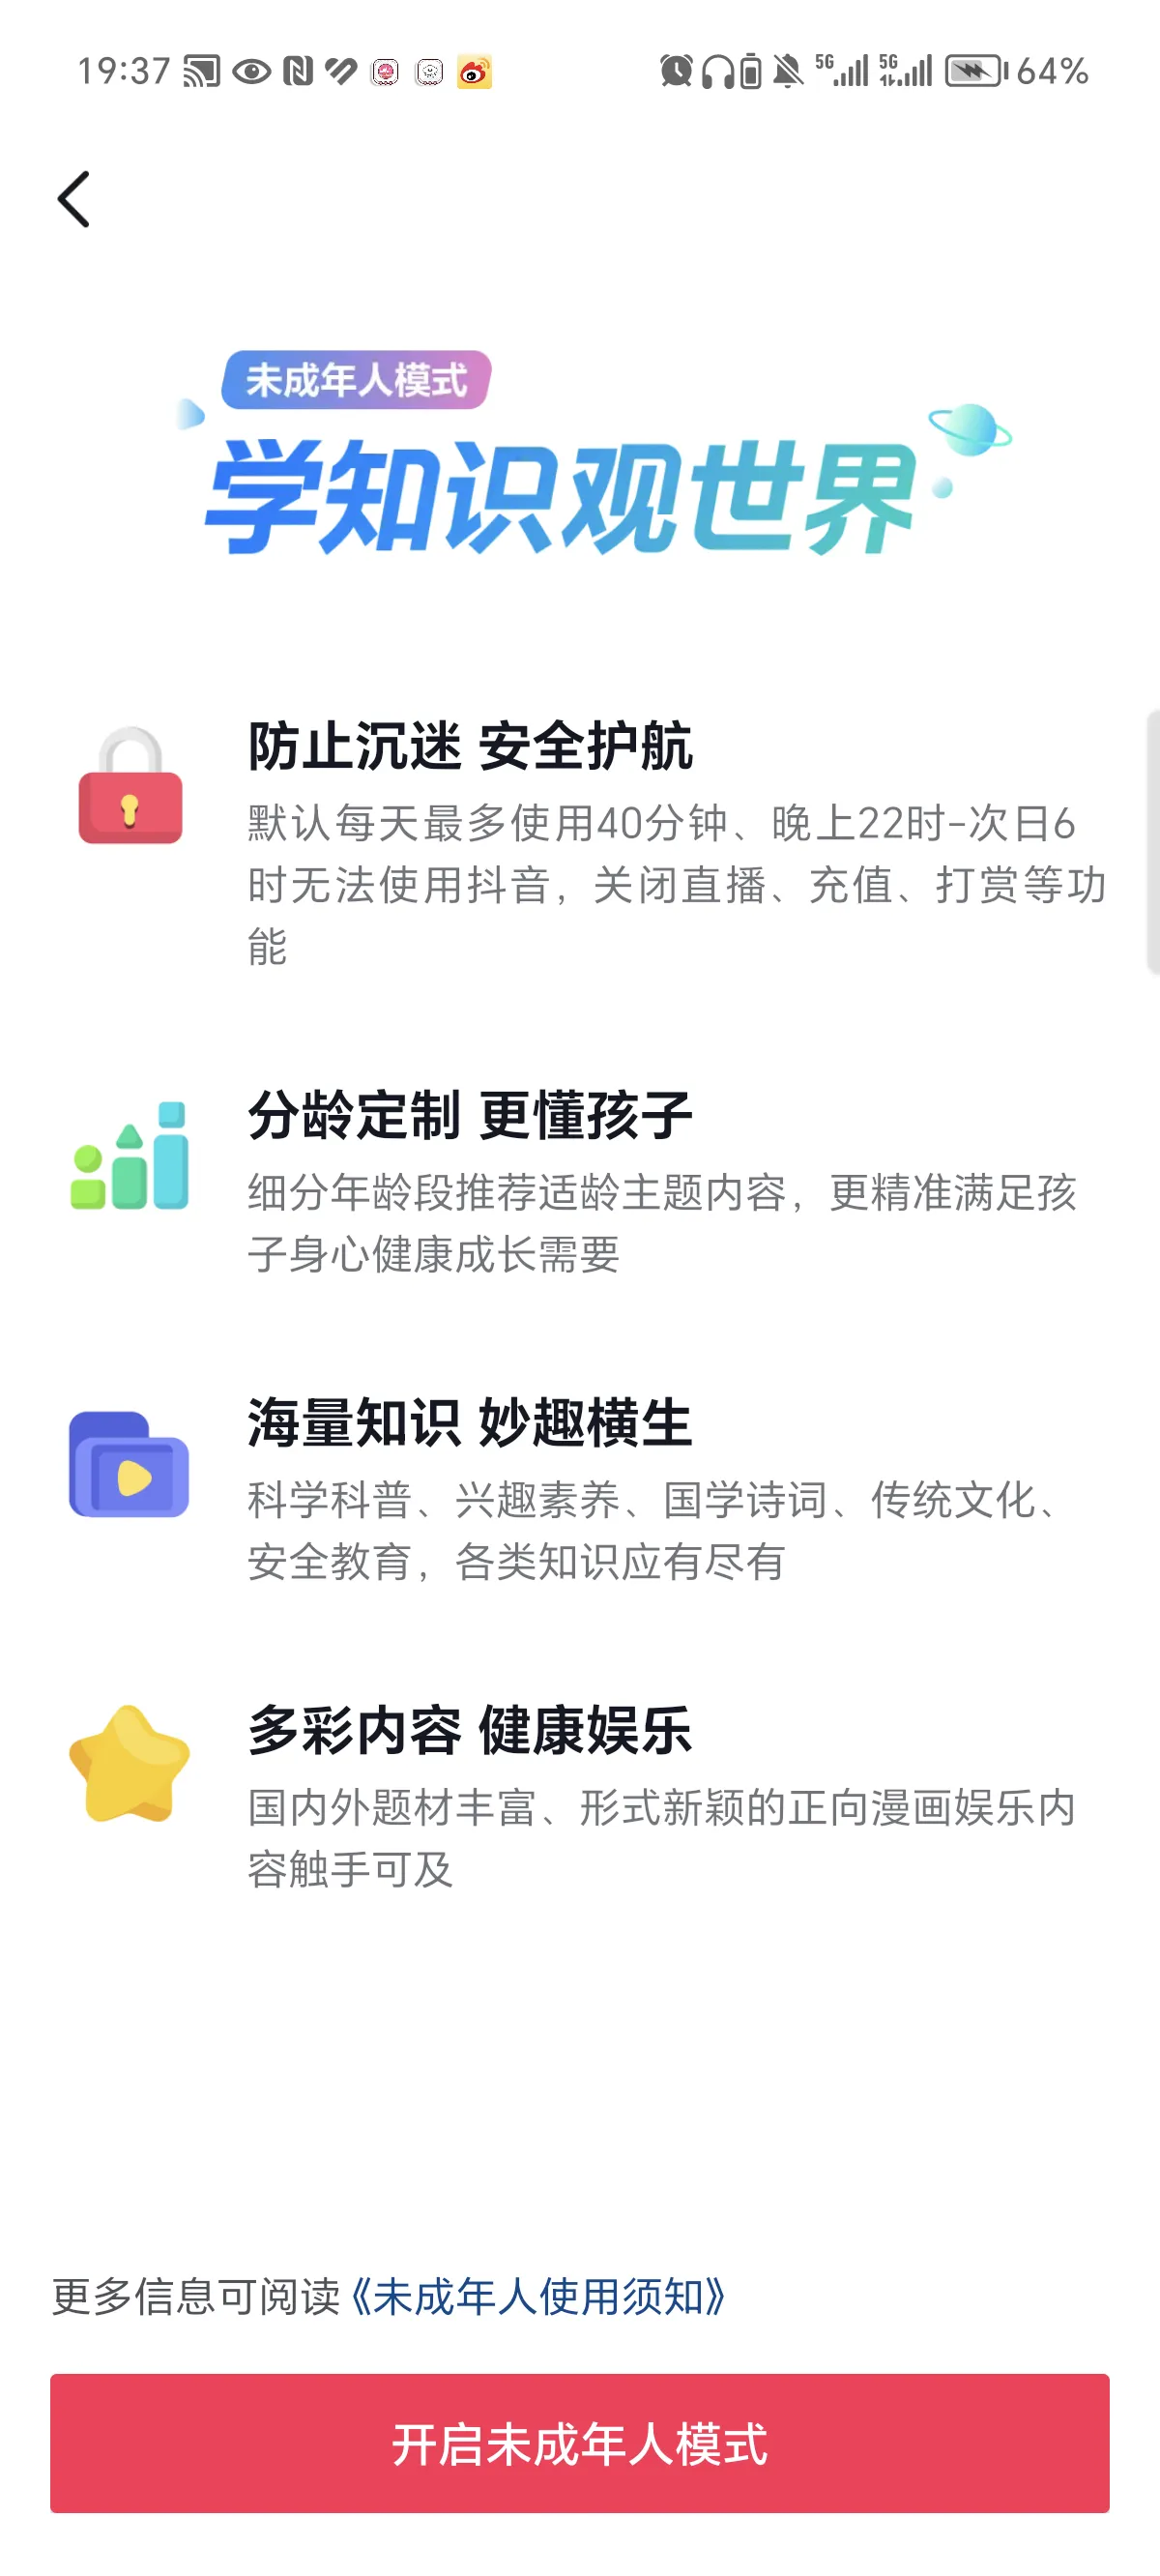 19:37
5G 5G 64%
未成年人模式
学知识观世界
防止沉迷 安全护航
默认每天最多使用40分钟、晚上22时-次日6
时无法使用抖音，关闭直播、充值、打赏等功
能
分龄定制 更懂孩子
细分年龄段推荐适龄主题内容，更精准满足孩
子身心健康成长需要
海量知识 妙趣横生
科学科普、兴趣素养、国学诗词、传统文化、
安全教育，各类知识应有尽有
多彩内容 健康娱乐
国内外题材丰富、形式新颖的正向漫画娱乐内
容触手可及
更多信息可阅读《未成年人使用须知》
开启未成年人模式